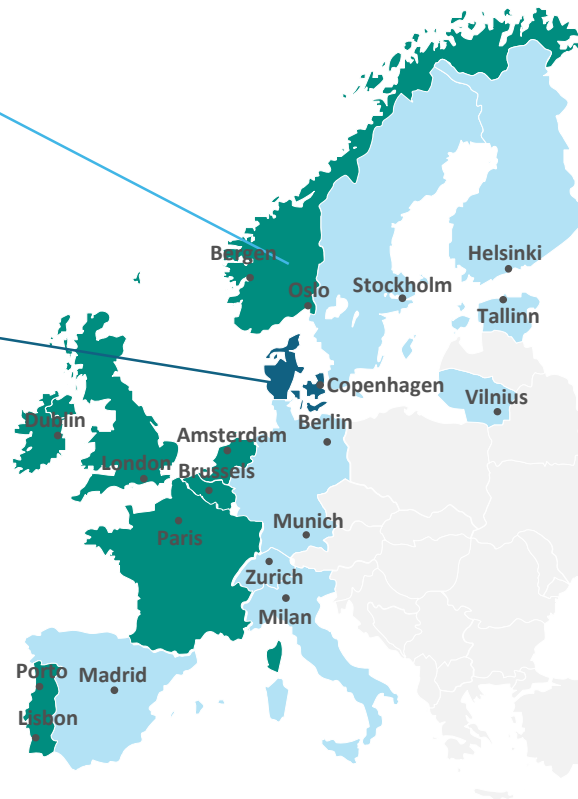 Bergen
Helsinki
Oslo
Stockholm
Tallinn
Copenhagen
Vilnius
Dublin
Amsterdam
Berlin
London
Brussels
Munich
Paris
Zurich
Milan
Porto
Madrid
Lisbon